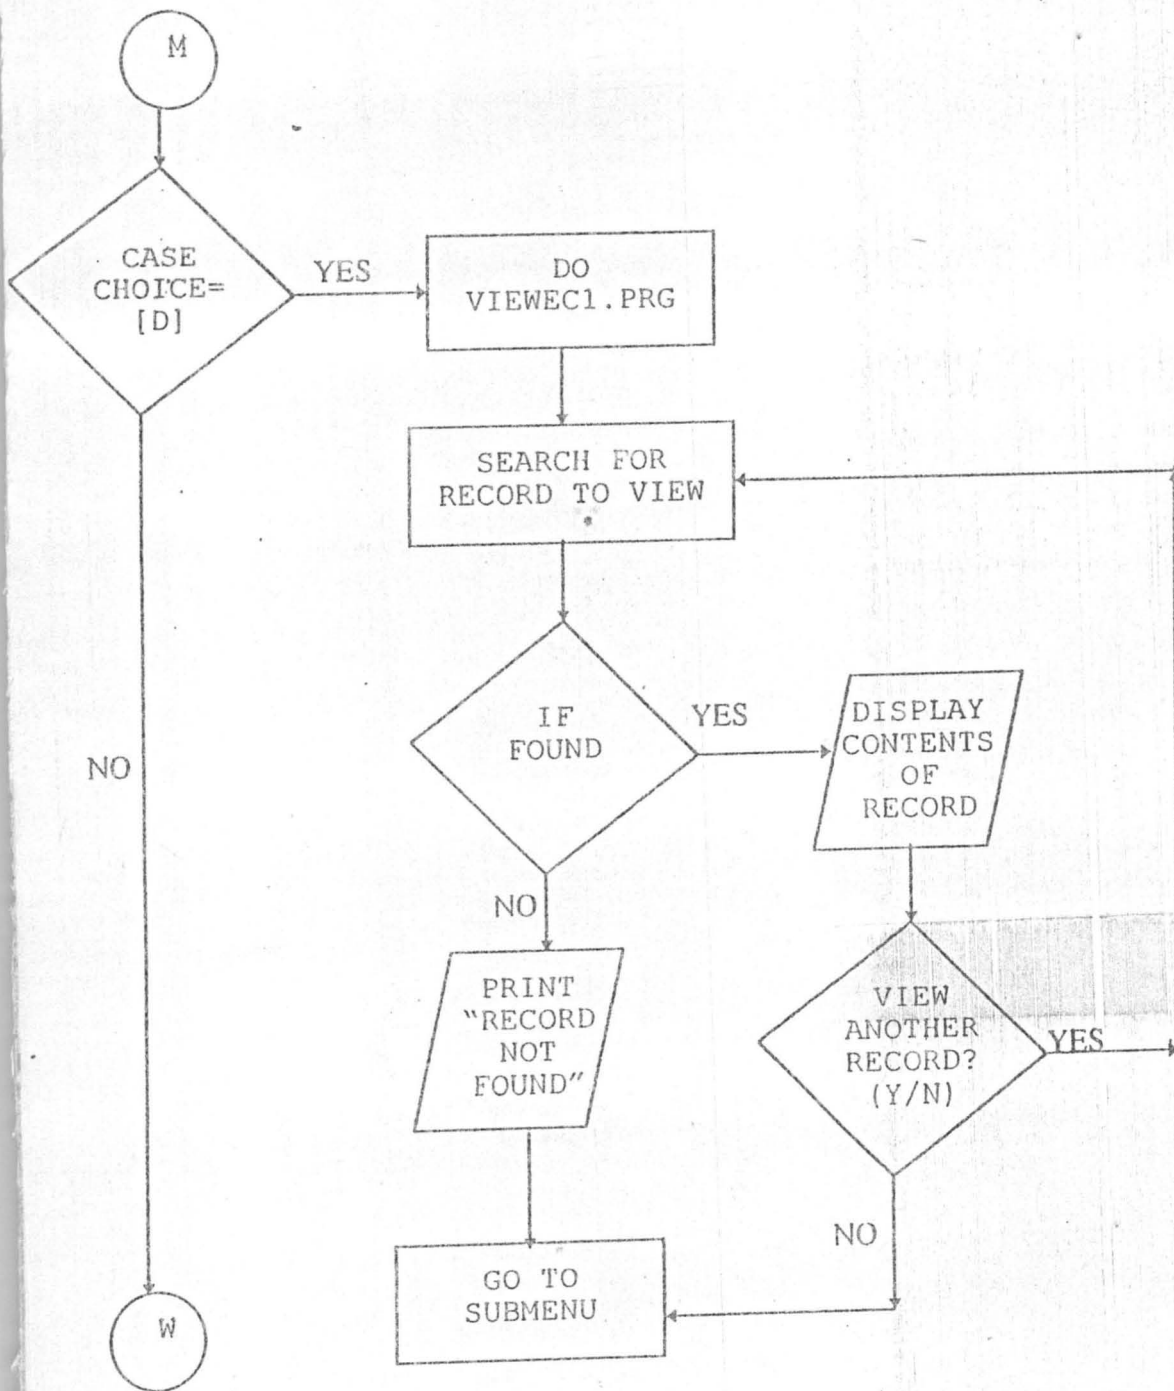 M
CASE
CHOICE=
[D]
YES
DO
VIEWEC1.PRG
SEARCH FOR
RECORD TO VIEW
IF
FOUND
YES
DISPLAY
CONTENTS
OF
RECORD
NO
NO
PRINT
"RECORD
NOT
FOUND"
VIEW
ANOTHER
RECORD?
(Y/N)
YES
NO
GO TO
SUBMENU
W